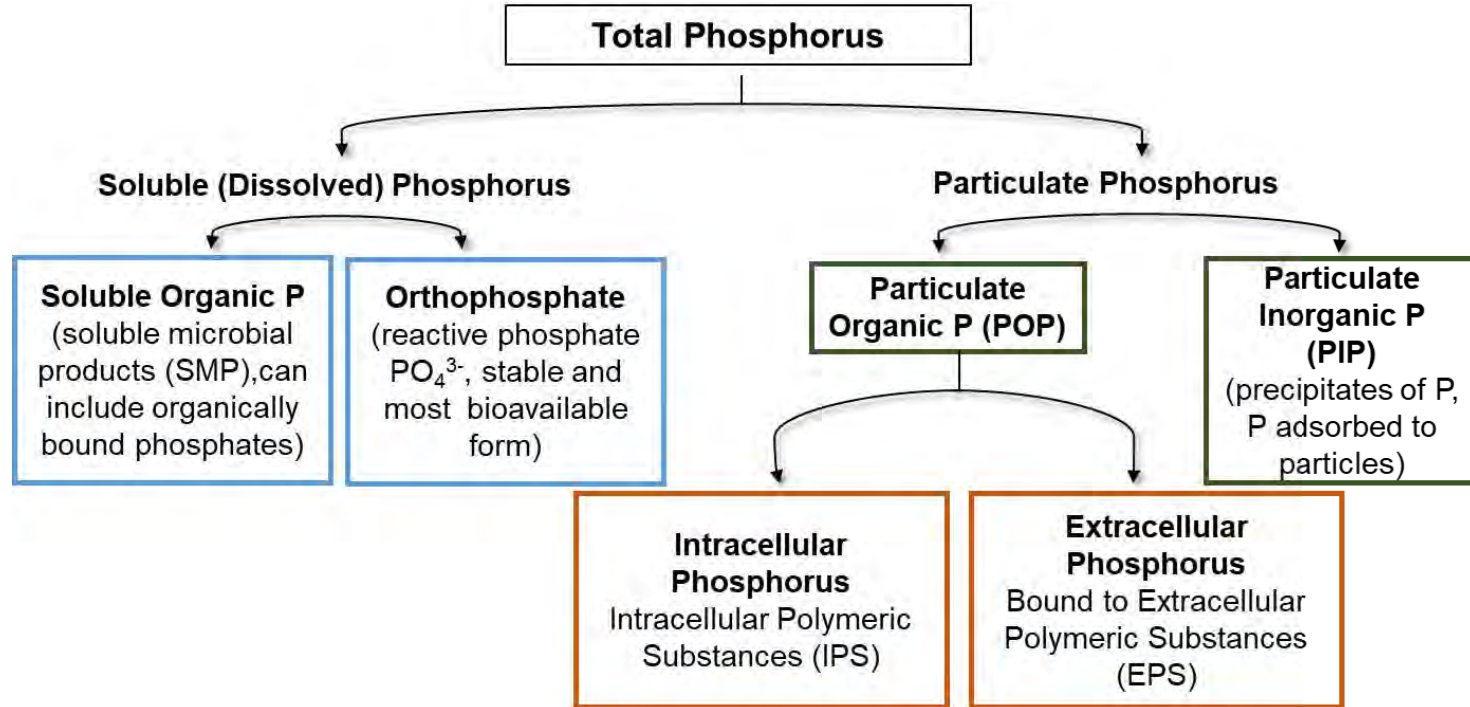 Total Phosphorus
Soluble (Dissolved) Phosphorus
Particulate Phosphorus
Soluble Organic P
(soluble microbial
products (SMP),can
include organically
bound phosphates)
Orthophosphate
(reactive phosphate
PO₄³⁻, stable and
most bioavailable
form)
Particulate
Organic P (POP)
Particulate
Inorganic P
(PIP)
(precipitates of P,
P adsorbed to
particles)
Intracellular
Phosphorus
Intracellular Polymeric
Substances (IPS)
Extracellular
Phosphorus
Bound to Extracellular
Polymeric Substances
(EPS)